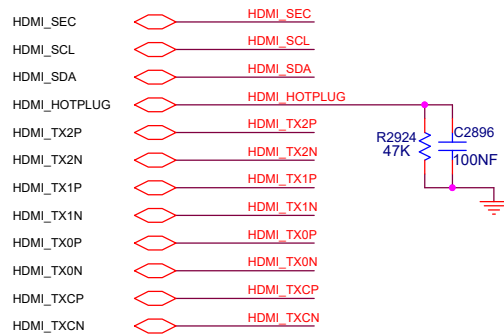 HDMI_SEC HDMI_SEC
HDMI_SCL HDMI_SCL
HDMI_SDA HDMI_SDA
HDMI_HOTPLUG HDMI_HOTPLUG
HDMI_TX2P HDMI_TX2P
R2924 C2896
47K 100NF
HDMI_TX2N HDMI_TX2N
HDMI_TX1P HDMI_TX1P
HDMI_TX1N HDMI_TX1N
HDMI_TX0P HDMI_TX0P
HDMI_TX0N HDMI_TX0N
HDMI_TXCP HDMI_TXCP
HDMI_TXCN HDMI_TXCN